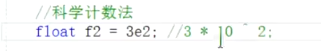 //科学计数法
float f2 = 3e2; //3 * 10 ^ 2;